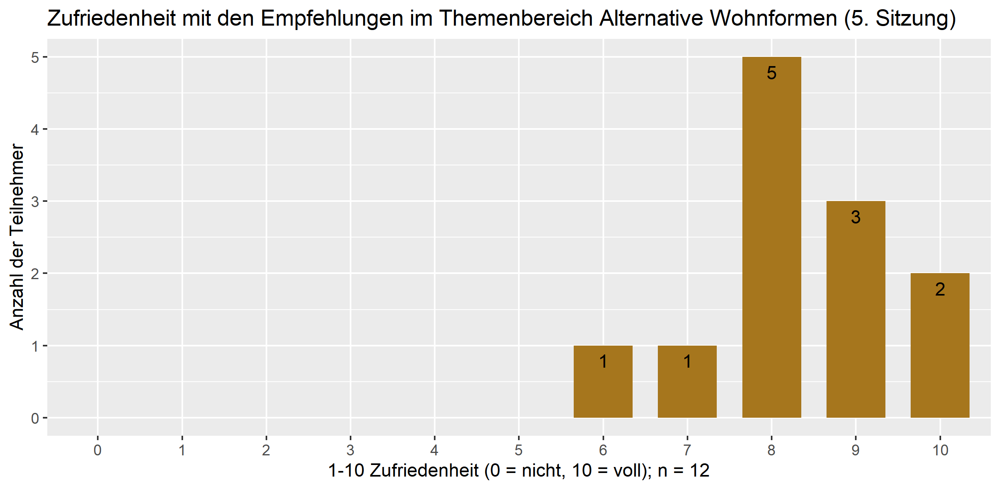 Zufriedenheit mit den Empfehlungen im Themenbereich Alternative Wohnformen (5. Sitzung)
Anzahl der Teilnehmer
5
4
3
2
1
0
1
1
5
3
2
0 1 2 3 4 5 6 7 8 9 10
1-10 Zufriedenheit (0 = nicht, 10 = voll); n = 12